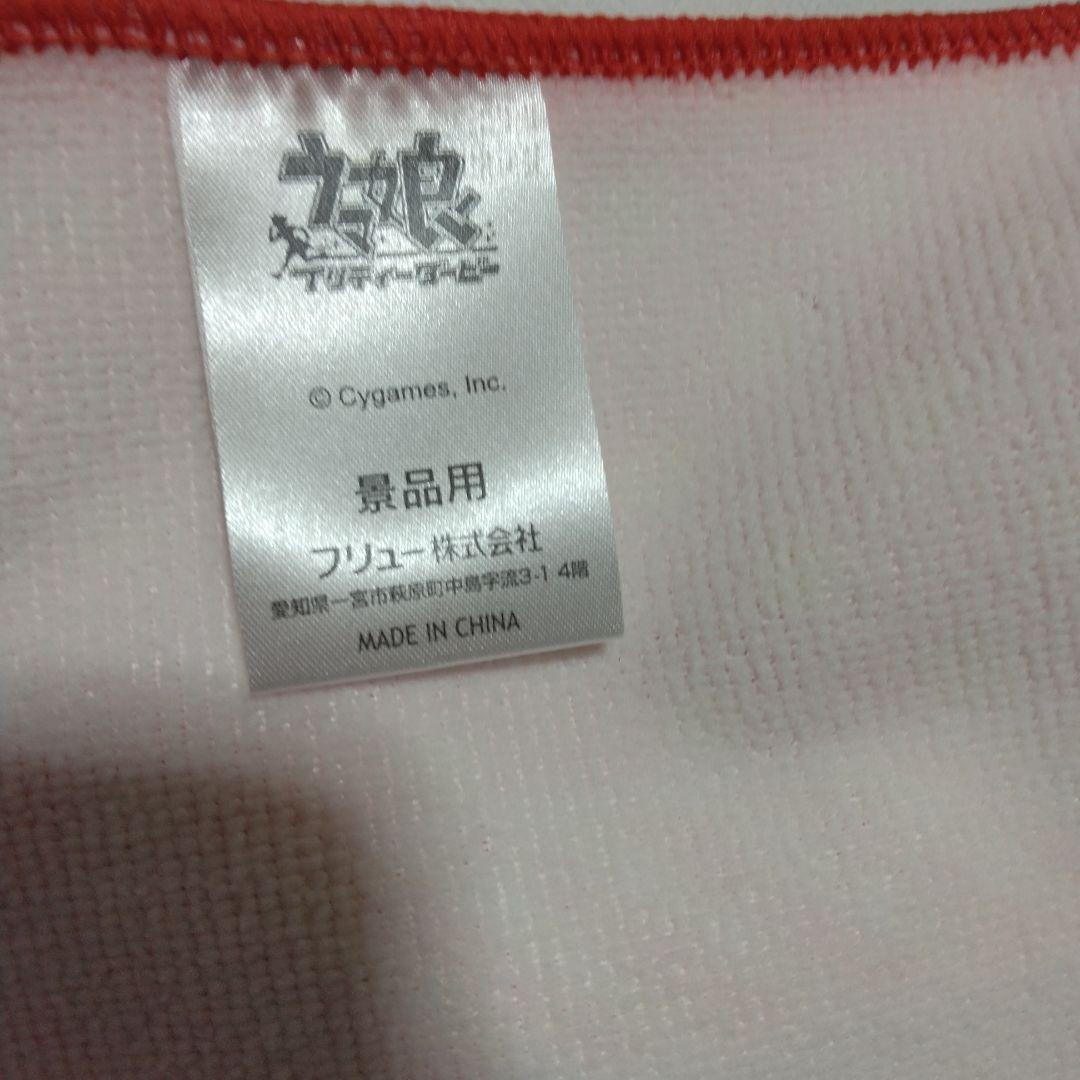 ウマ娘
プリティーダービー
© Cygames, Inc.
景品用
フリュー株式会社
愛知県一宮市萩原町中島字流3-1 4階
MADE IN CHINA